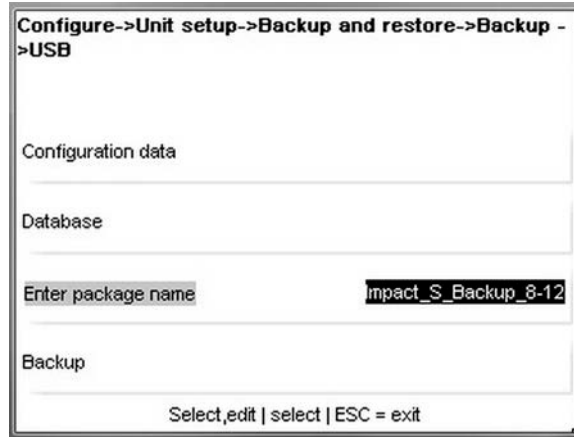 Configure->Unit setup->Backup and restore->Backup -
>USB
Configuration data
Database
Enter package name Impact_S_Backup_8-12
Backup
Select,edit | select | ESC = exit